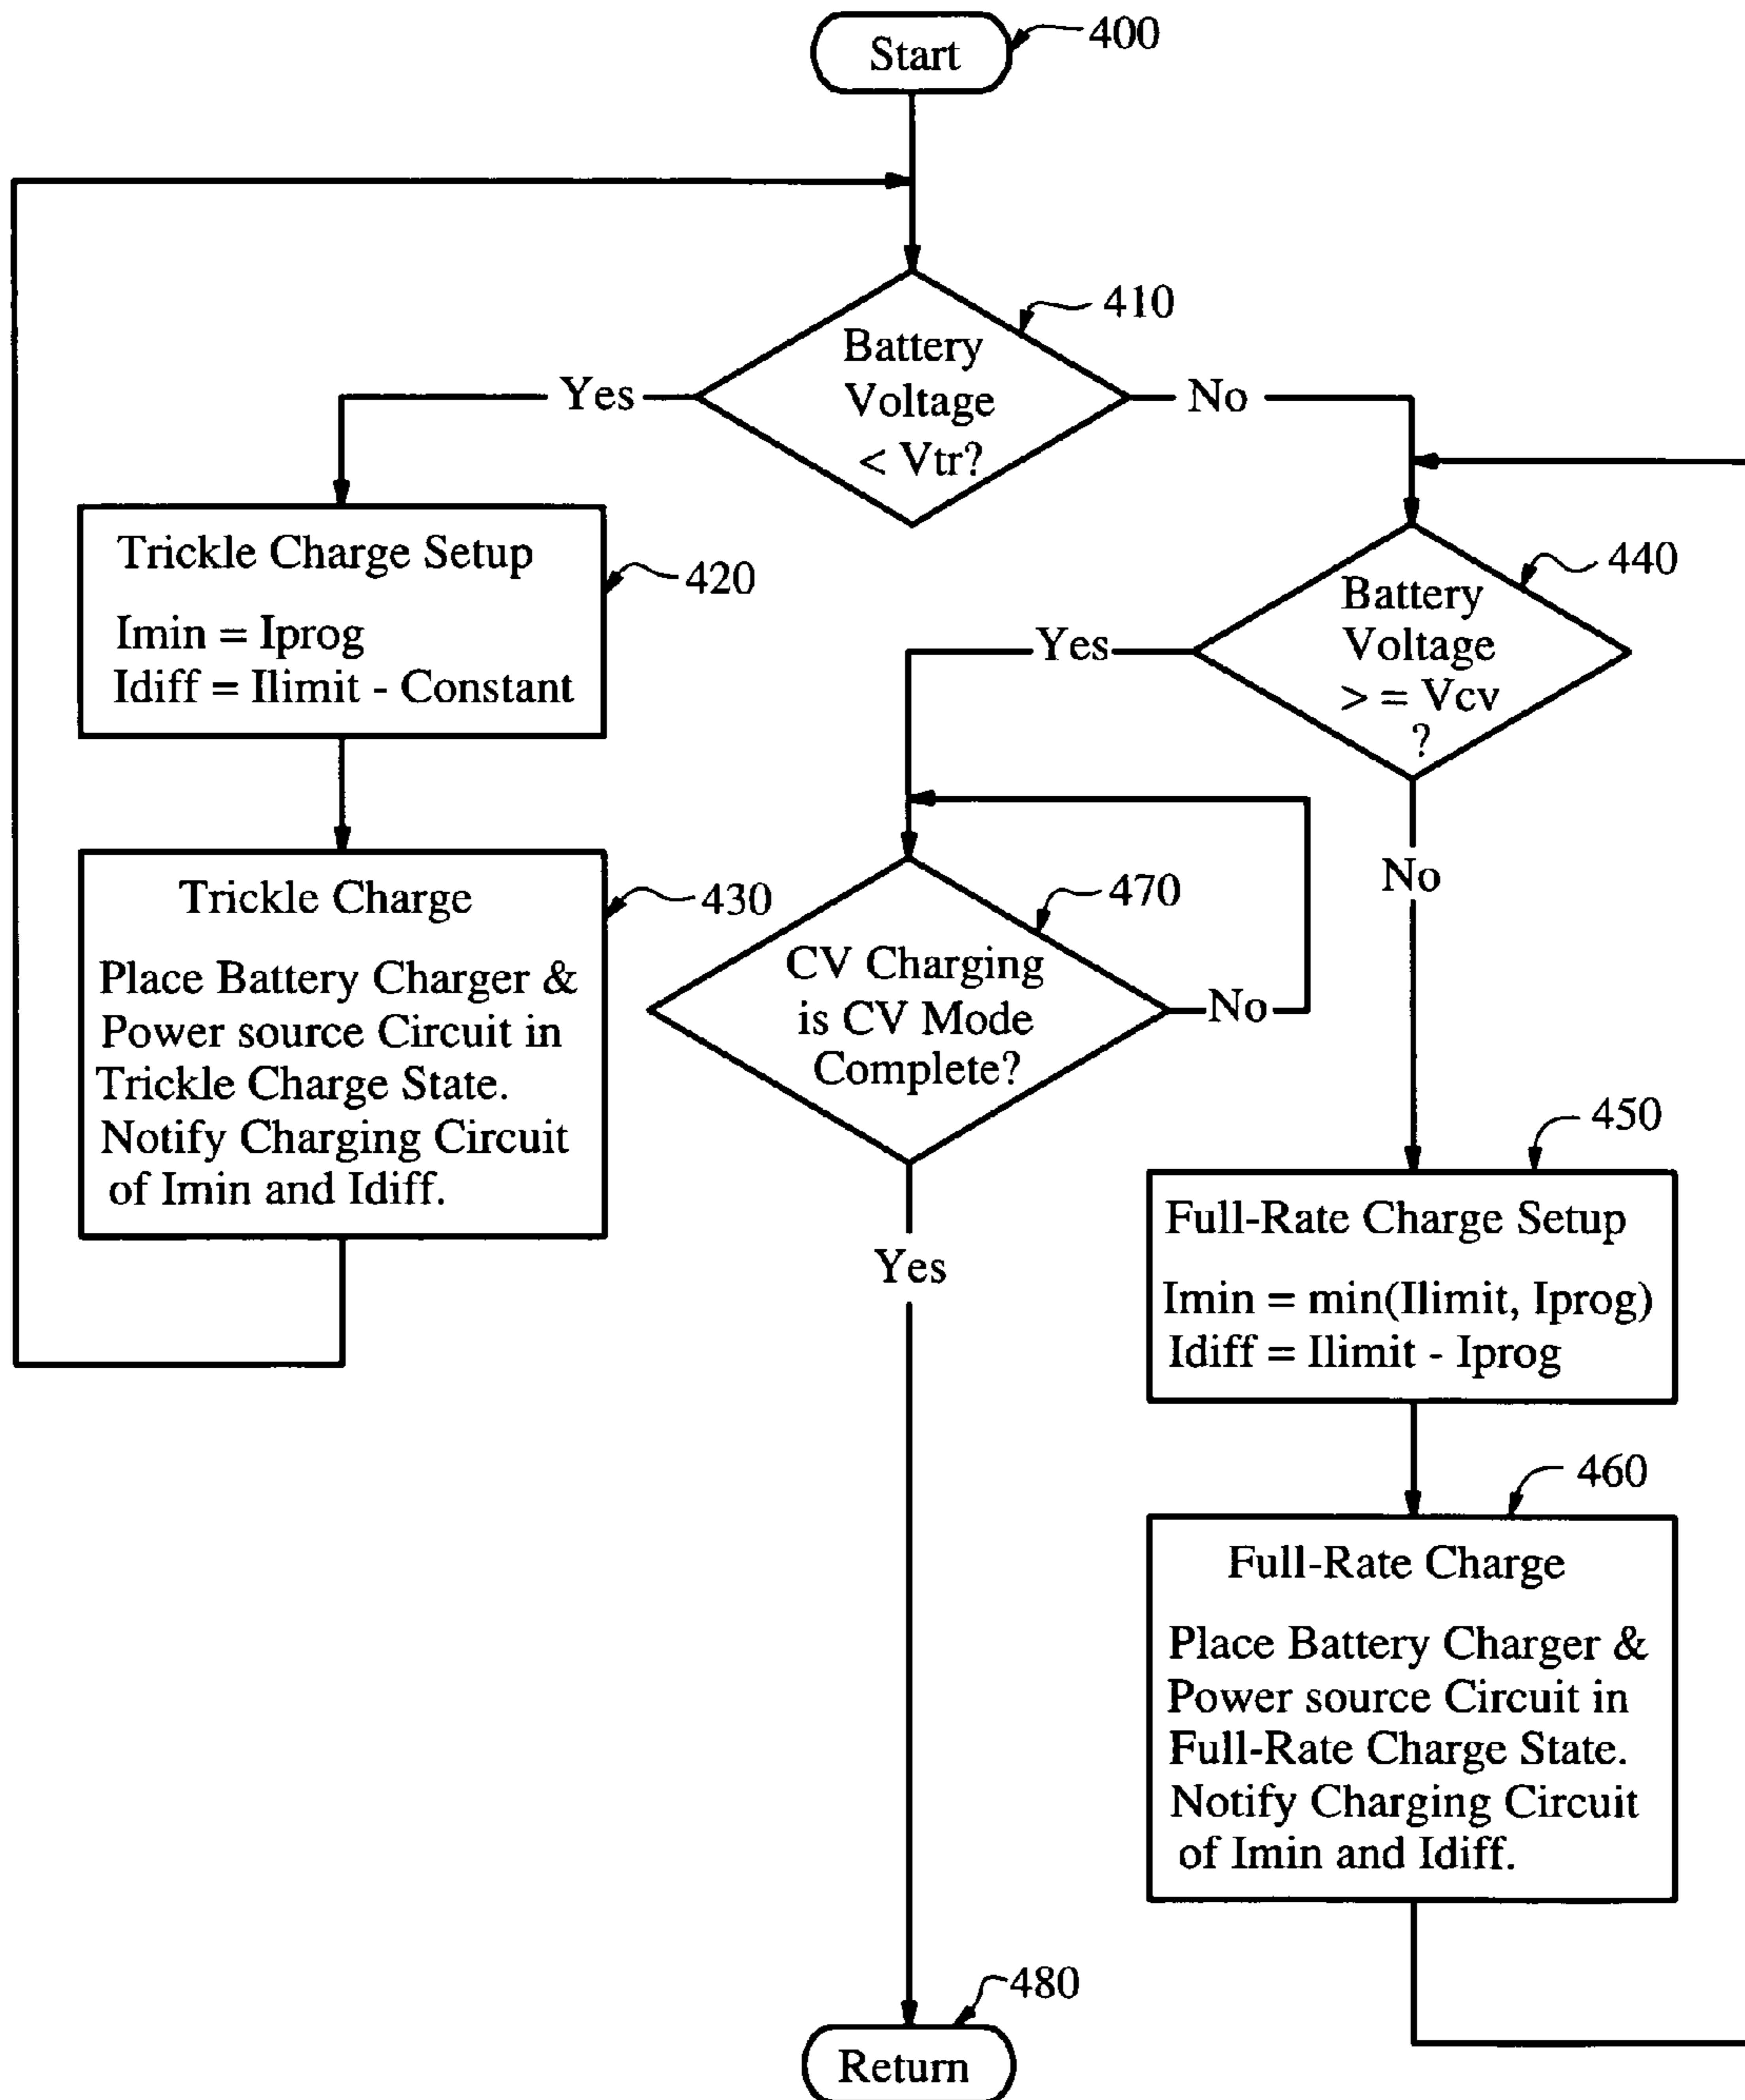 Start
400
Battery
Voltage
< Vtr?
410
Yes
No
Trickle Charge Setup
Imin = Iprog
Idiff = Ilimit - Constant
420
Battery
Voltage
> = Vcv
?
440
Yes
No
Trickle Charge
Place Battery Charger &
Power source Circuit in
Trickle Charge State.
Notify Charging Circuit
of Imin and Idiff.
430
CV Charging
is CV Mode
Complete?
470
No
Yes
Full-Rate Charge Setup
Imin = min(Ilimit, Iprog)
Idiff = Ilimit - Iprog
450
Full-Rate Charge
Place Battery Charger &
Power source Circuit in
Full-Rate Charge State.
Notify Charging Circuit
of Imin and Idiff.
460
Return
480